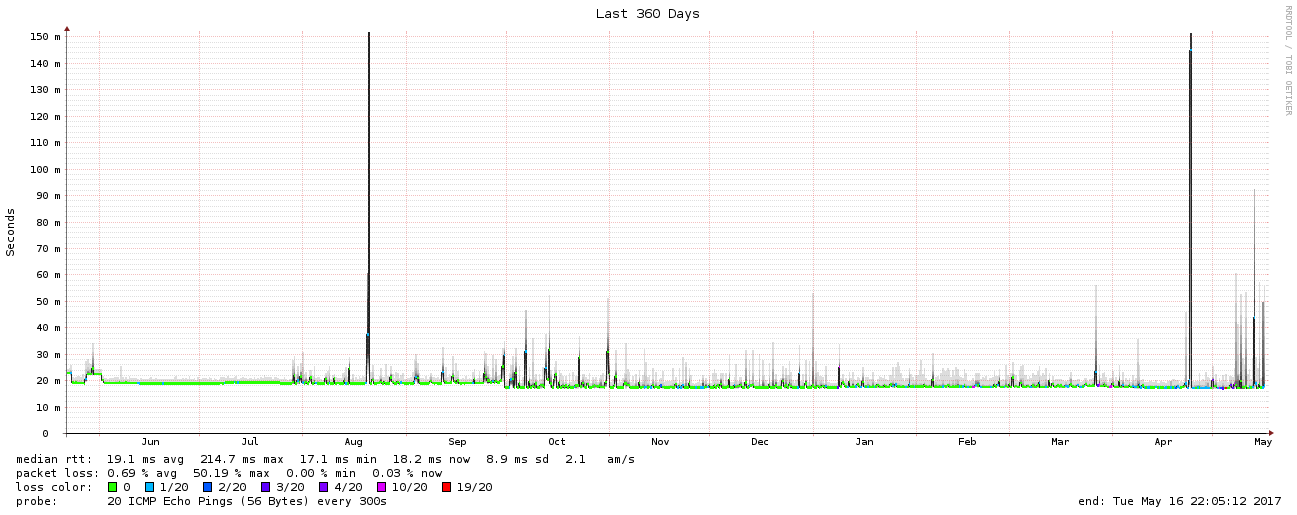 Last 360 Days
RRDTOOL / TOBI OETIKER
Seconds
150 m
140 m
130 m
120 m
110 m
100 m
90 m
80 m
70 m
60 m
50 m
40 m
30 m
20 m
10 m
0
Jun Jul Aug Sep Oct Nov Dec Jan Feb Mar Apr May
median rtt: 19.1 ms avg 214.7 ms max 17.1 ms min 18.2 ms now 8.9 ms sd 2.1 am/s
packet loss: 0.69 % avg 50.19 % max 0.00 % min 0.03 % now
loss color: 0 1/20 2/20 3/20 4/20 10/20 19/20
probe: 20 ICMP Echo Pings (56 Bytes) every 300s end: Tue May 16 22:05:12 2017